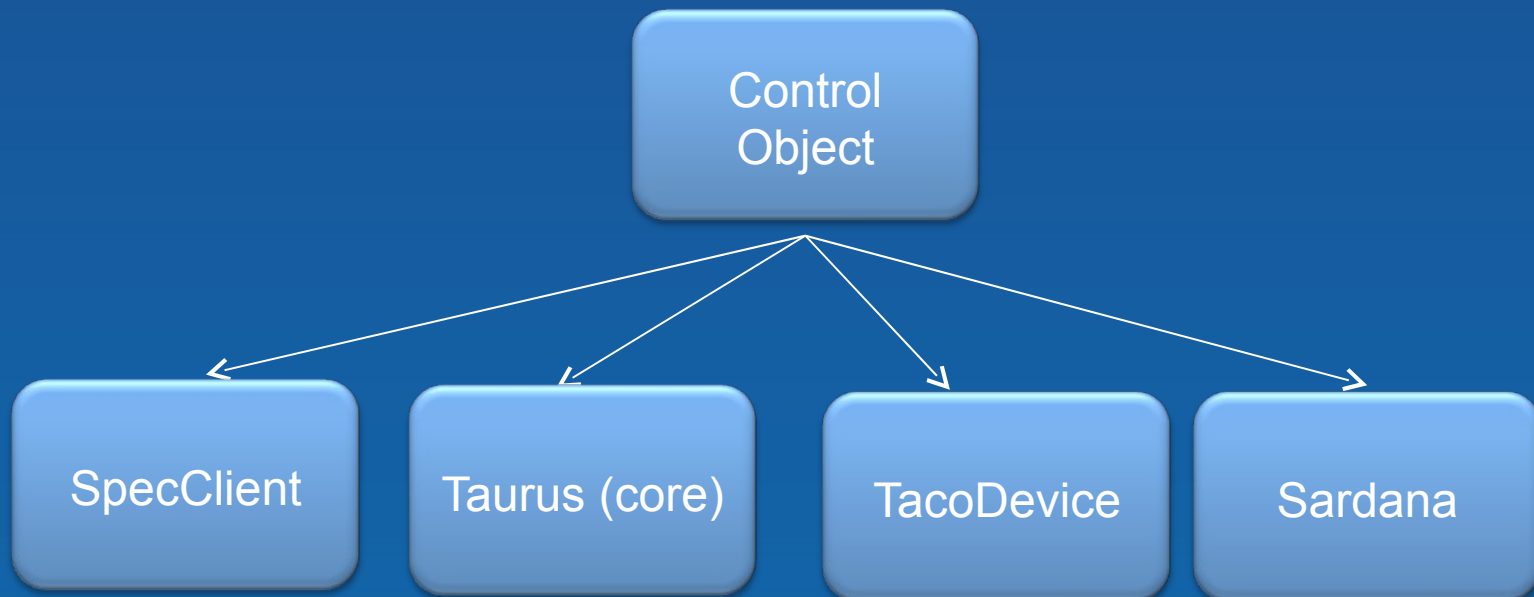 Control
Object
SpecClient
Taurus (core)
TacoDevice
Sardana